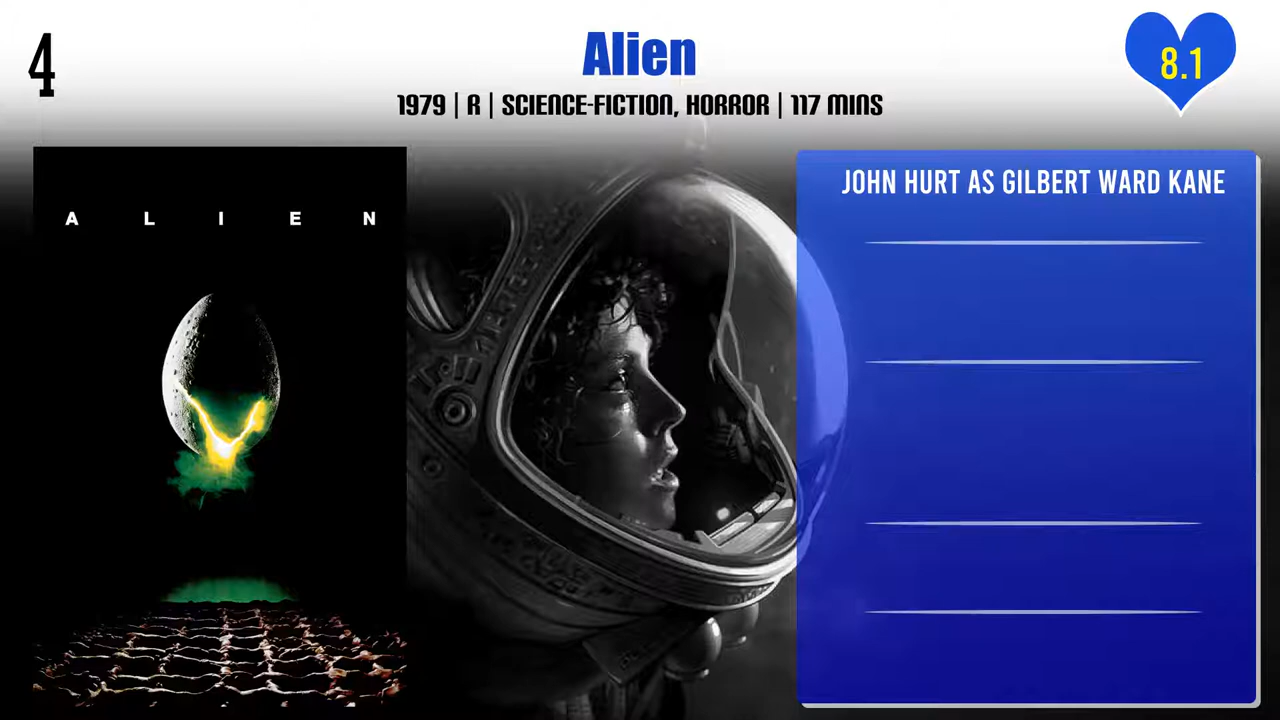 4
Alien
8.1
1979 | R | SCIENCE-FICTION, HORROR | 117 MINS
JOHN HURT AS GILBERT WARD KANE
A L I E N